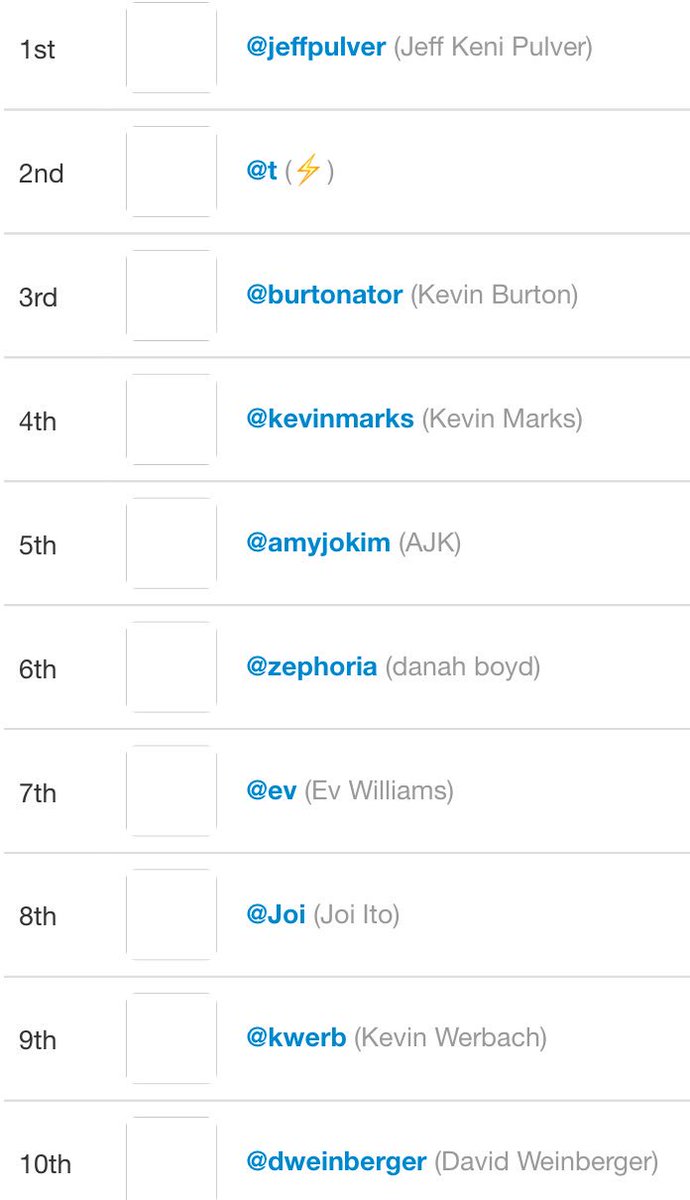 1st @jeffpulver (Jeff Keni Pulver)
2nd @t (⚡)
3rd @burtonator (Kevin Burton)
4th @kevinmarks (Kevin Marks)
5th @amyjokim (AJK)
6th @zephoria (danah boyd)
7th @ev (Ev Williams)
8th @Joi (Joi Ito)
9th @kwerb (Kevin Werbach)
10th @dweinberger (David Weinberger)